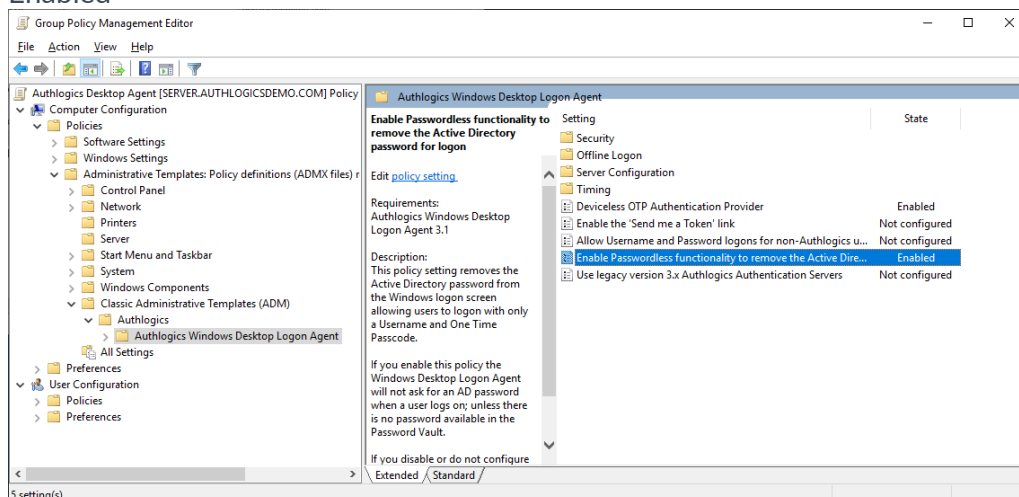 Enabled
Group Policy Management Editor
File Action View Help
Authlogics Desktop Agent [SERVER.AUTHLOGICSDEMO.COM] Policy
Computer Configuration
Policies
Software Settings
Windows Settings
Administrative Templates: Policy definitions (ADMX files) r
Control Panel
Network
Printers
Server
Start Menu and Taskbar
System
Windows Components
Classic Administrative Templates (ADM)
Authlogics
Authlogics Windows Desktop Logon Agent
All Settings
Preferences
User Configuration
Policies
Preferences
Authlogics Windows Desktop Logon Agent
Enable Passwordless functionality to
remove the Active Directory
password for logon
Edit policy setting
Requirements:
Authlogics Windows Desktop
Logon Agent 3.1
Description:
This policy setting removes the
Active Directory password from
the Windows logon screen
allowing users to logon with only
a Username and One Time
Passcode.
If you enable this policy the
Windows Desktop Logon Agent
will not ask for an AD password
when a user logs on; unless there
is no password available in the
Password Vault.
If you disable or do not configure
Setting State
Security
Offline Logon
Server Configuration
Timing
Deviceless OTP Authentication Provider Enabled
Enable the 'Send me a Token' link Not configured
Allow Username and Password logons for non-Authlogics u... Not configured
Enable Passwordless functionality to remove the Active Dire... Enabled
Use legacy version 3.x Authlogics Authentication Servers Not configured
Extended Standard
5 setting(s)